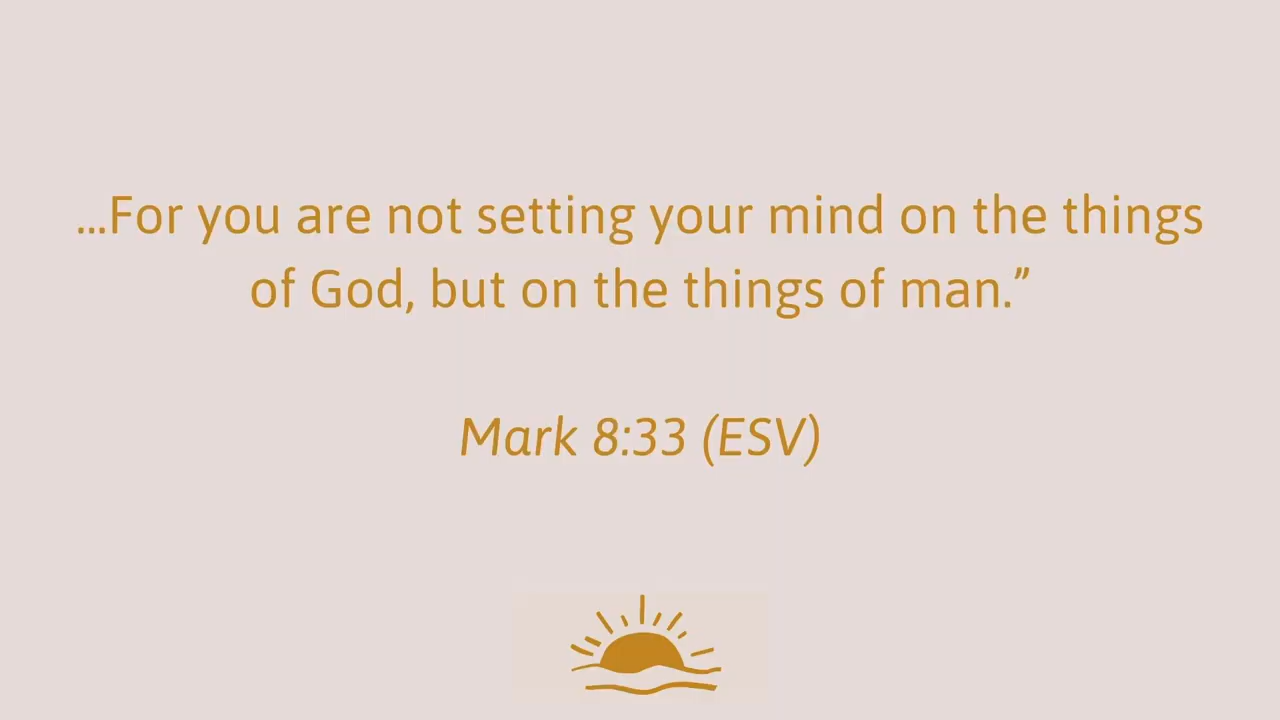 ...For you are not setting your mind on the things
of God, but on the things of man.”
Mark 8:33 (ESV)